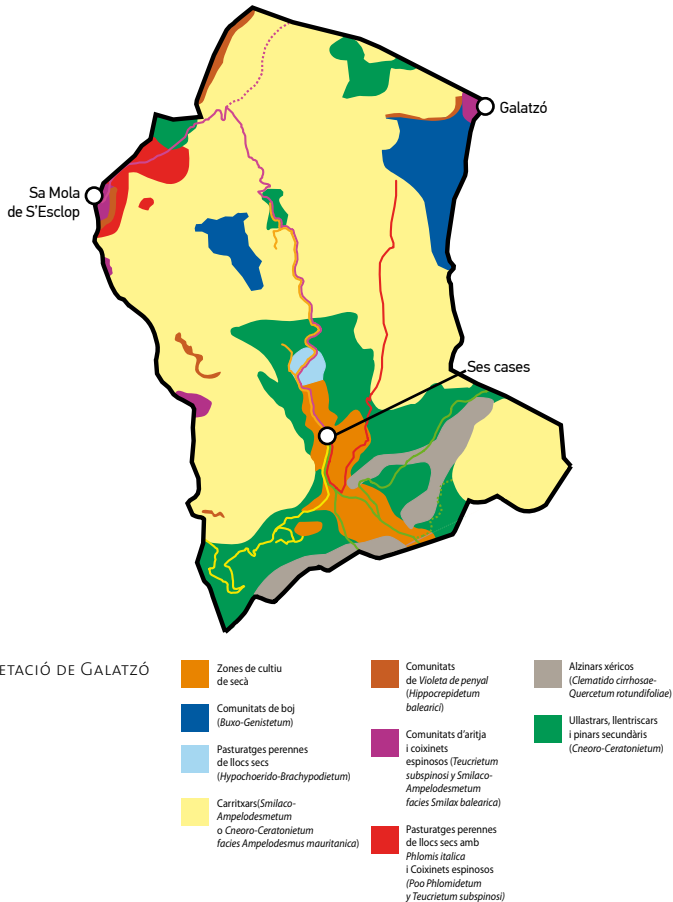 Galatzó
Sa Mola
de S'Esclop
Ses cases
ETACIÓ DE GALATZÓ
Zones de cultiu
de secà
Comunitats de boj
(Buxo-Genistetum)
Pasturatges perennes
de llocs secs
(Hypochoerido-Brachypodietum)
Carritxars(Smilaco-
Ampelodesmetum
o Cneoro-Ceratonietum
facies Ampelodesmus mauritanica)
Comunitats
de Violeta de penyal
(Hippocrepidetum
balearici)
Comunitats d'aritja
i coixinets
espinosos (Teucrietum
subspinosi y Smilaco-
Ampelodesmetum
facies Smilax balearica)
Pasturatges perennes
de llocs secs amb
Phlomis italica
i Coixinets espinosos
(Poo Phlomidetum
y Teucrietum subspinosi)
Alzinars xérics
(Clematido cirrhosae-
Quercetum rotundifoliae)
Ullastrars, llentriscars
i pinars secundàris
(Cneoro-Ceratonietum)